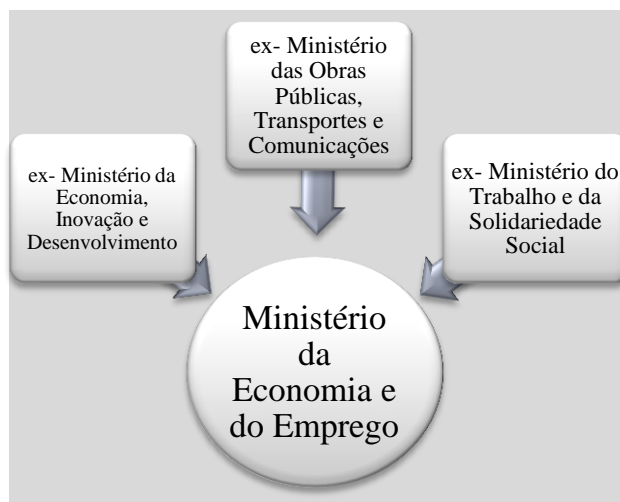 ex- Ministério
das Obras
Públicas,
Transportes e
Comunicações
ex- Ministério da
Economia,
Inovação e
Desenvolvimento
ex- Ministério do
Trabalho e da
Solidariedade
Social
Ministério
da
Economia e
do Emprego